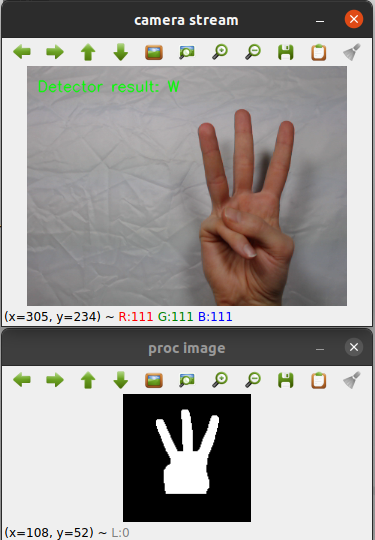 camera stream
Detector result: W
(x=305, y=234) ~ R:111 G:111 B:111
proc image
(x=108, y=52) ~ L:0